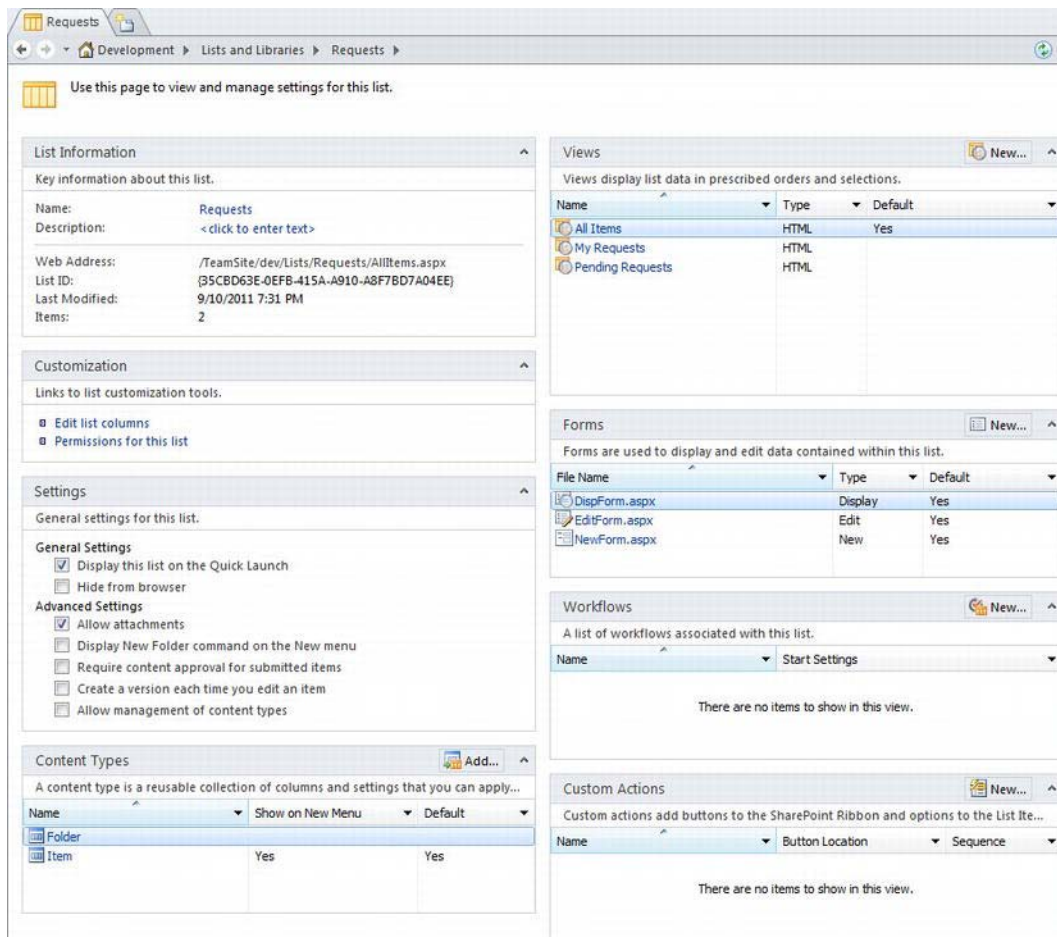 Requests
Development Lists and Libraries Requests
Use this page to view and manage settings for this list.
List Information
Key information about this list.
Name: Requests
Description: <click to enter text>
Web Address: /TeamSite/dev/Lists/Requests/AllItems.aspx
List ID: {35CBD63E-0EFB-415A-A910-A8F7BD7A04EE}
Last Modified: 9/10/2011 7:31 PM
Items: 2
Customization
Links to list customization tools.
Edit list columns
Permissions for this list
Settings
General settings for this list.
General Settings
Display this list on the Quick Launch
Hide from browser
Advanced Settings
Allow attachments
Display New Folder command on the New menu
Require content approval for submitted items
Create a version each time you edit an item
Allow management of content types
Content Types Add...
A content type is a reusable collection of columns and settings that you can apply...
Name Show on New Menu Default
Folder
Item Yes Yes
Views New...
Views display list data in prescribed orders and selections.
Name Type Default
All Items HTML Yes
My Requests HTML
Pending Requests HTML
Forms New...
Forms are used to display and edit data contained within this list.
File Name Type Default
DispForm.aspx Display Yes
EditForm.aspx Edit Yes
NewForm.aspx New Yes
Workflows New...
A list of workflows associated with this list.
Name Start Settings
There are no items to show in this view.
Custom Actions New...
Custom actions add buttons to the SharePoint Ribbon and options to the List Ite...
Name Button Location Sequence
There are no items to show in this view.